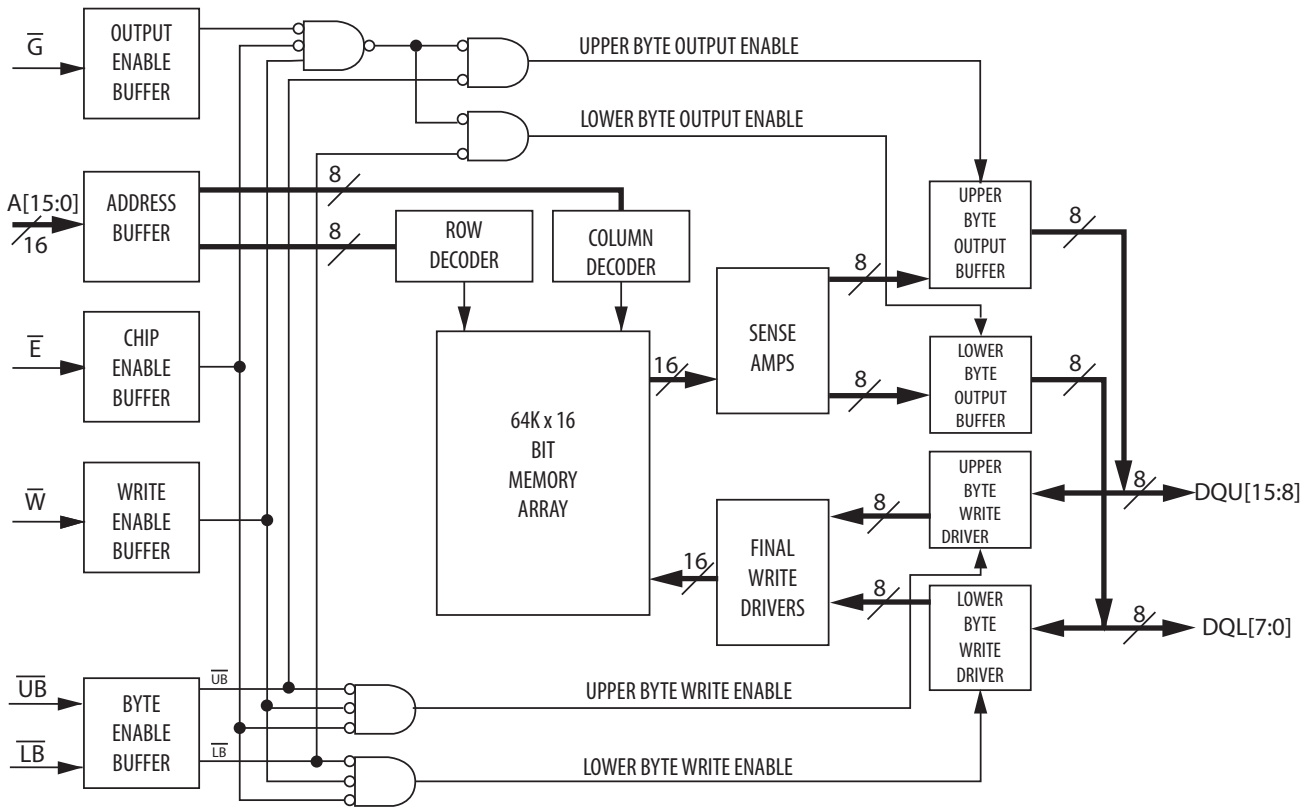 G̅
OUTPUT
ENABLE
BUFFER
UPPER BYTE OUTPUT ENABLE
LOWER BYTE OUTPUT ENABLE
A[15:0]
16
ADDRESS
BUFFER
8
8
ROW
DECODER
COLUMN
DECODER
UPPER
BYTE
OUTPUT
BUFFER
8
E̅
CHIP
ENABLE
BUFFER
64K x 16
BIT
MEMORY
ARRAY
16
SENSE
AMPS
8
8
LOWER
BYTE
OUTPUT
BUFFER
8
W̅
WRITE
ENABLE
BUFFER
16
FINAL
WRITE
DRIVERS
8
8
UPPER
BYTE
WRITE
DRIVER
8
DQU[15:8]
LOWER
BYTE
WRITE
DRIVER
8
DQL[7:0]
U̅B̅
L̅B̅
BYTE
ENABLE
BUFFER
U̅B̅
L̅B̅
UPPER BYTE WRITE ENABLE
LOWER BYTE WRITE ENABLE